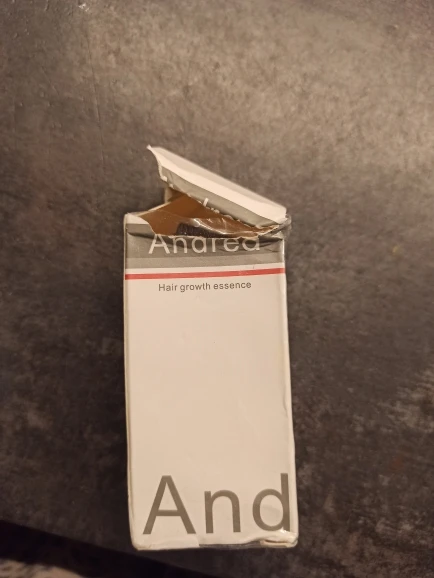 Andrea
Hair growth essence
And